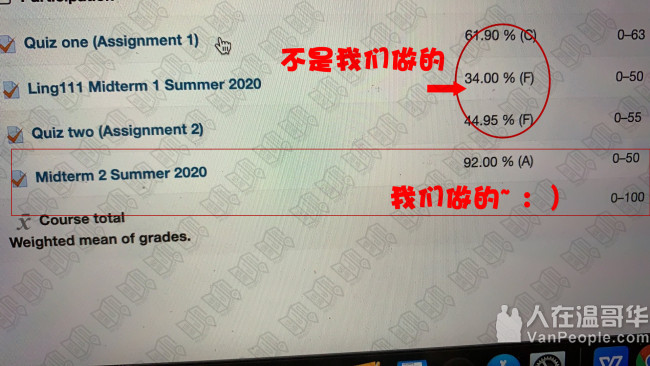 Participation
Quiz one (Assignment 1) 61.90 % (C) 0–63
不是我们做的
Ling111 Midterm 1 Summer 2020 34.00 % (F) 0–50
Quiz two (Assignment 2) 44.95 % (F) 0–55
Midterm 2 Summer 2020 92.00 % (A) 0–50
我们做的~ : )
x̄ Course total 0–100
Weighted mean of grades.
人在温哥华
VanPeople.com